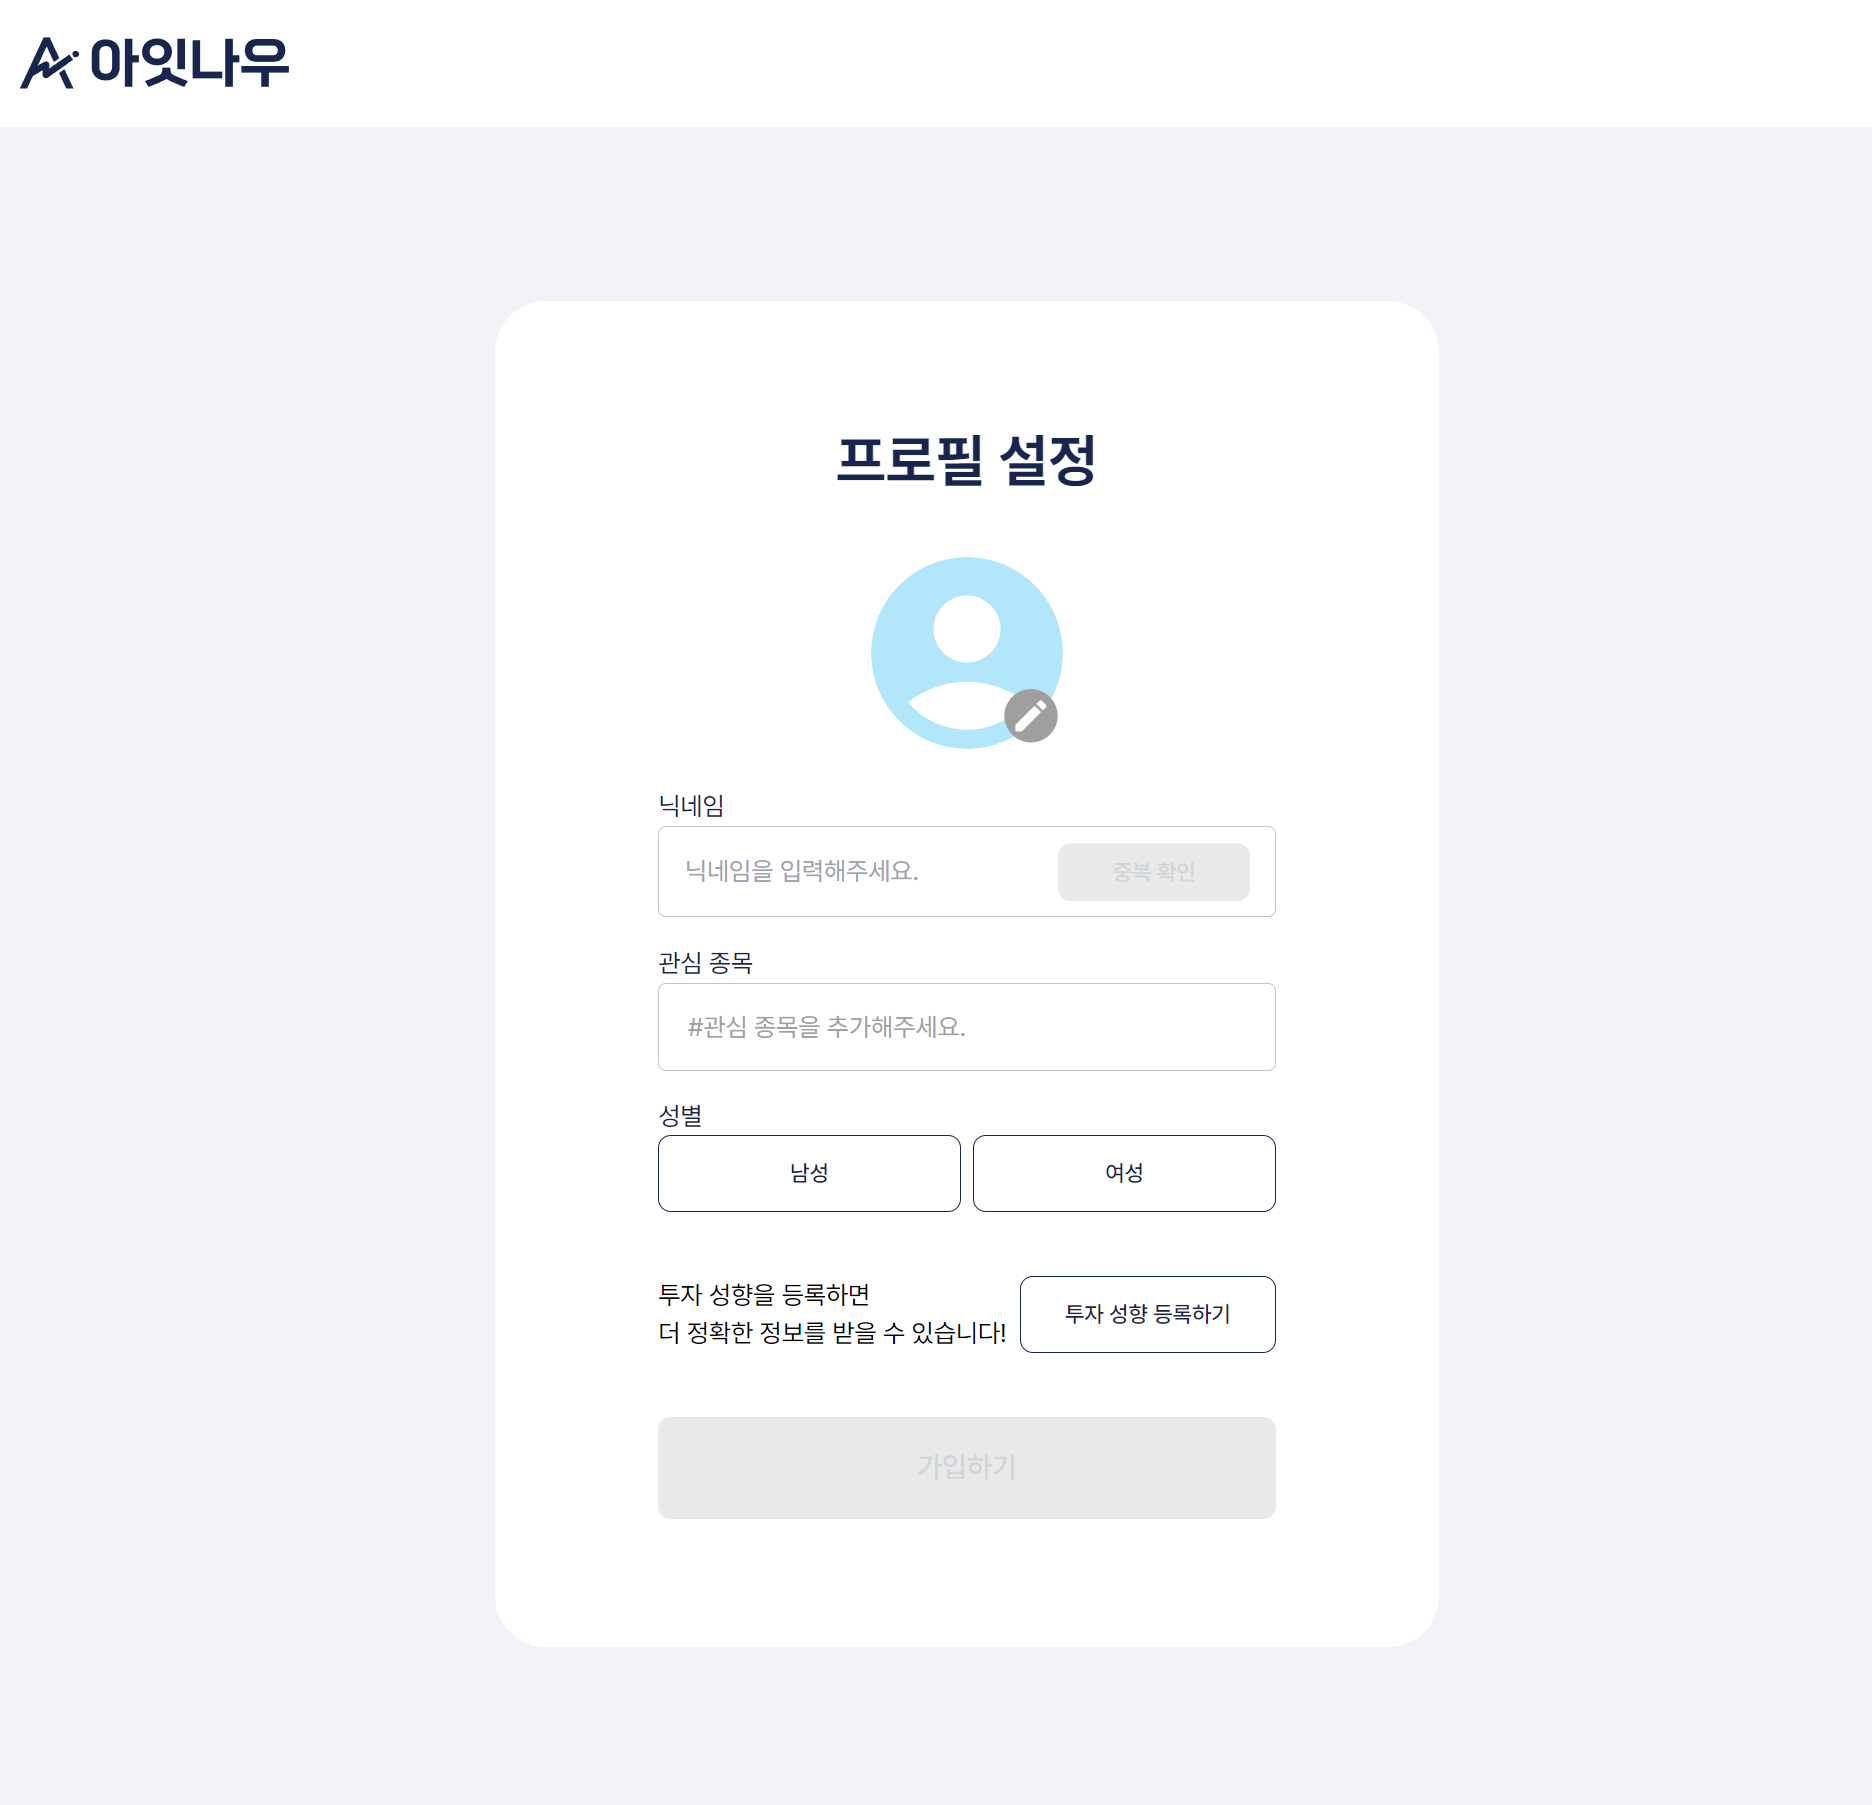 아잇나우
프로필 설정
닉네임
닉네임을 입력해주세요.
중복 확인
관심 종목
#관심 종목을 추가해주세요.
성별
남성
여성
투자 성향을 등록하면
더 정확한 정보를 받을 수 있습니다!
투자 성향 등록하기
가입하기